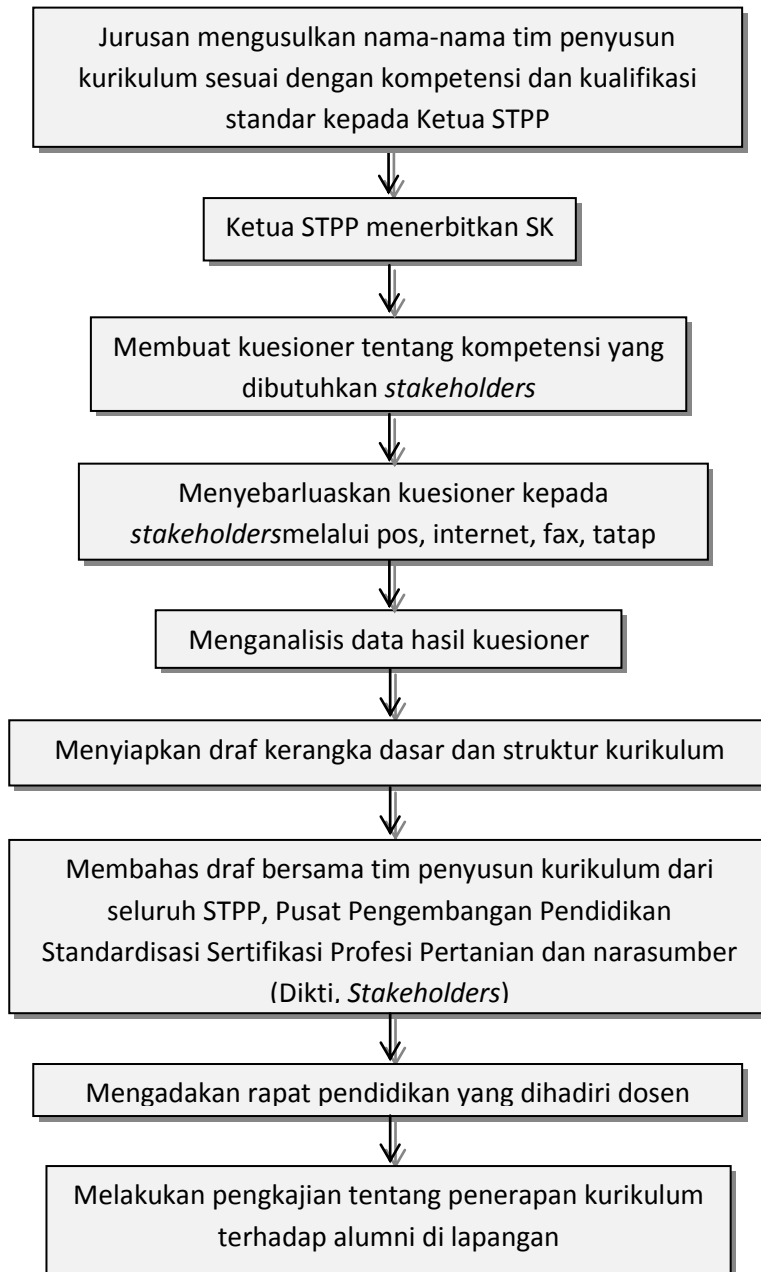 Jurusan mengusulkan nama-nama tim penyusun
kurikulum sesuai dengan kompetensi dan kualifikasi
standar kepada Ketua STPP
Ketua STPP menerbitkan SK
Membuat kuesioner tentang kompetensi yang
dibutuhkan stakeholders
Menyebarluaskan kuesioner kepada
stakeholdersmelalui pos, internet, fax, tatap
Menganalisis data hasil kuesioner
Menyiapkan draf kerangka dasar dan struktur kurikulum
Membahas draf bersama tim penyusun kurikulum dari
seluruh STPP, Pusat Pengembangan Pendidikan
Standardisasi Sertifikasi Profesi Pertanian dan narasumber
(Dikti, Stakeholders)
Mengadakan rapat pendidikan yang dihadiri dosen
Melakukan pengkajian tentang penerapan kurikulum
terhadap alumni di lapangan